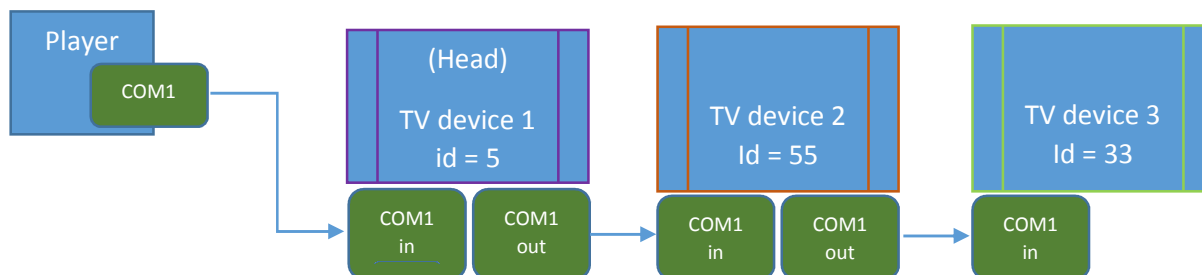 Player
COM1
(Head)
TV device 1
id = 5
COM1
in
COM1
out
TV device 2
Id = 55
COM1
in
COM1
out
TV device 3
Id = 33
COM1
in